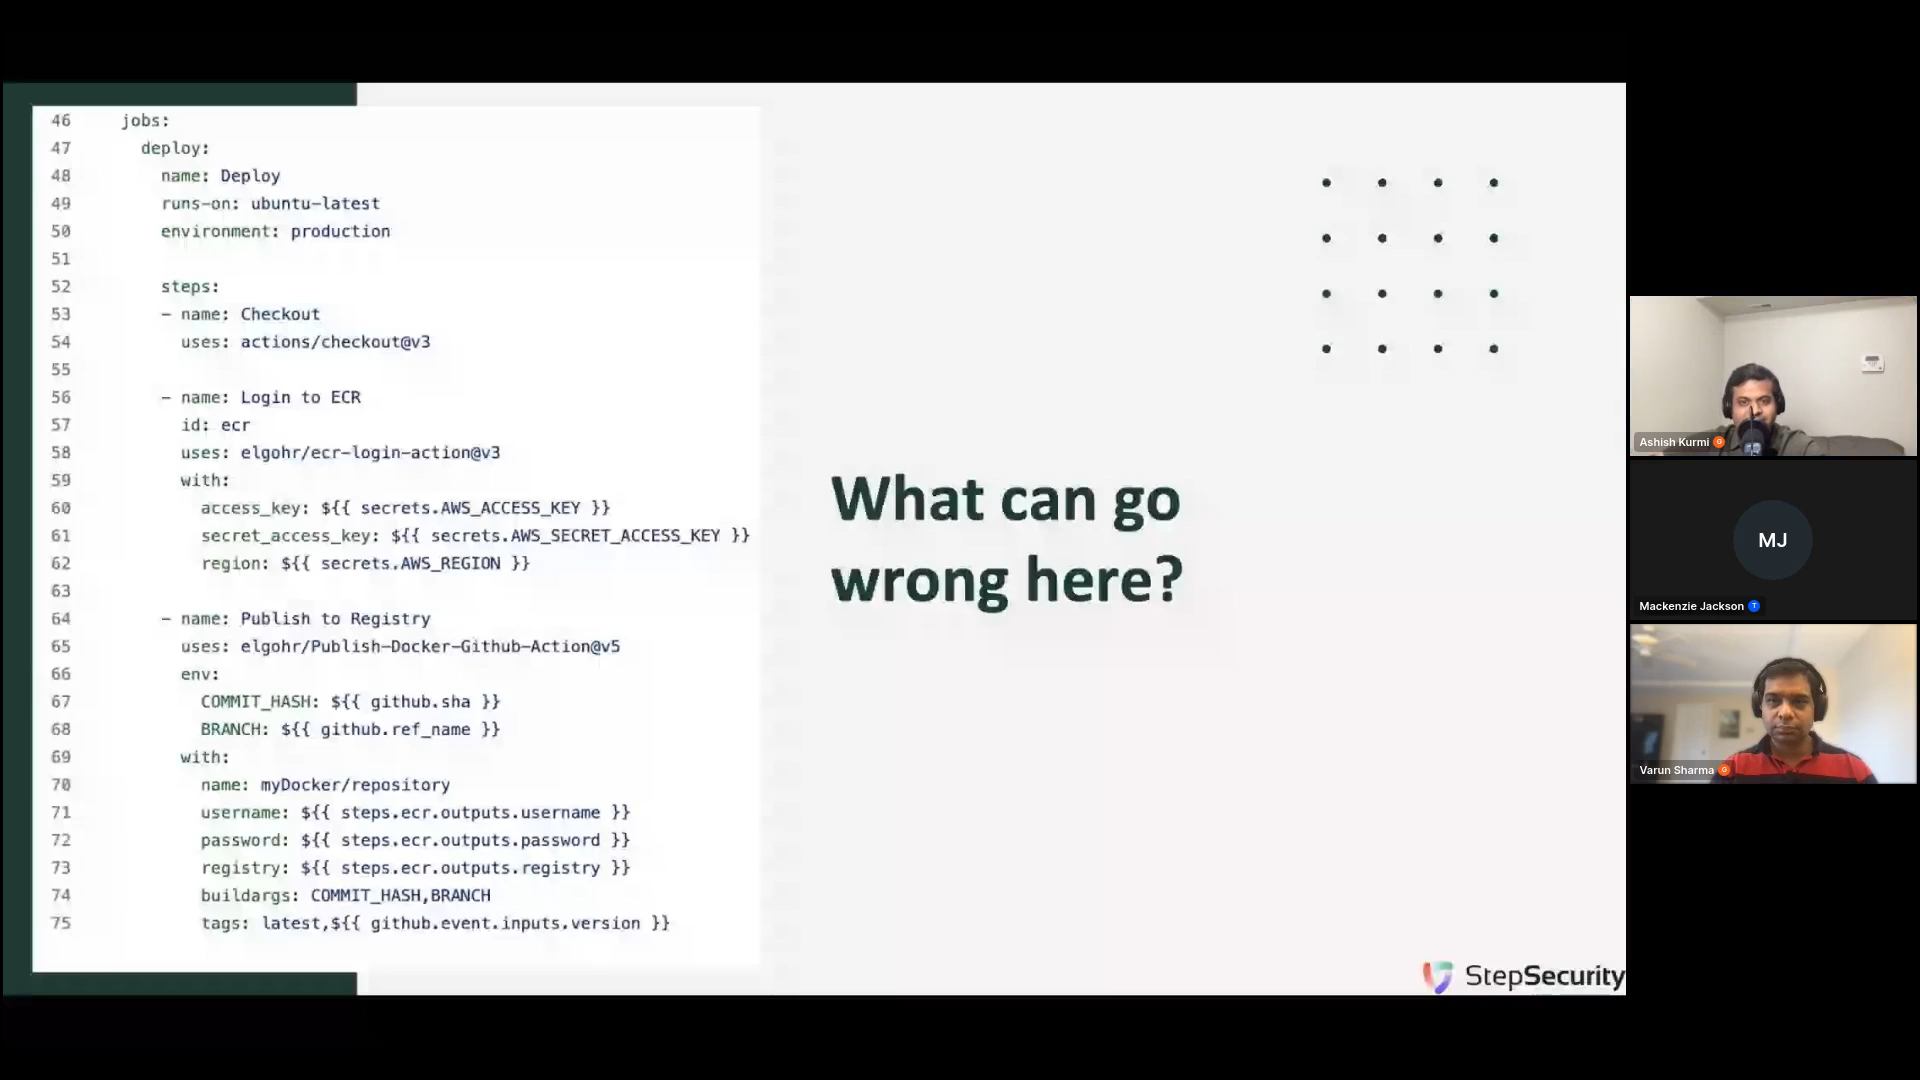 46 jobs:
47 deploy:
48 name: Deploy
49 runs-on: ubuntu-latest
50 environment: production
51
52 steps:
53 - name: Checkout
54 uses: actions/checkout@v3
55
56 - name: Login to ECR
57 id: ecr
58 uses: elgohr/ecr-login-action@v3
59 with:
60 access_key: ${{ secrets.AWS_ACCESS_KEY }}
61 secret_access_key: ${{ secrets.AWS_SECRET_ACCESS_KEY }}
62 region: ${{ secrets.AWS_REGION }}
63
64 - name: Publish to Registry
65 uses: elgohr/Publish-Docker-Github-Action@v5
66 env:
67 COMMIT_HASH: ${{ github.sha }}
68 BRANCH: ${{ github.ref_name }}
69 with:
70 name: myDocker/repository
71 username: ${{ steps.ecr.outputs.username }}
72 password: ${{ steps.ecr.outputs.password }}
73 registry: ${{ steps.ecr.outputs.registry }}
74 buildargs: COMMIT_HASH,BRANCH
75 tags: latest,${{ github.event.inputs.version }}
What can go
wrong here?
StepSecurity
Ashish Kurmi G
MJ
Mackenzie Jackson T
Varun Sharma G